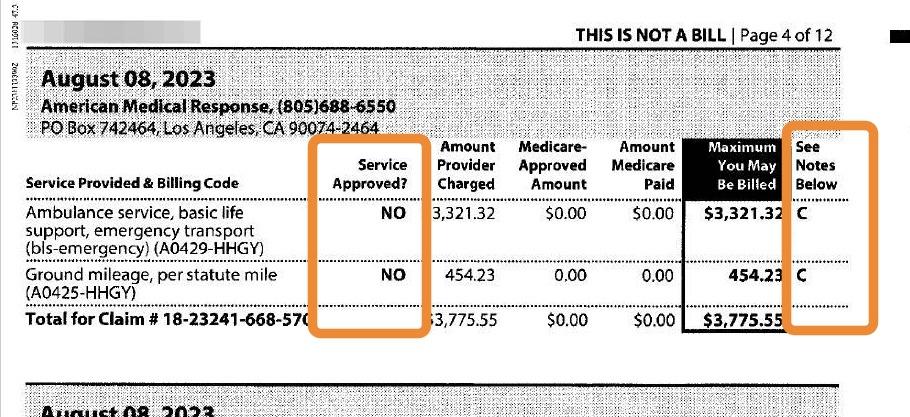 THIS IS NOT A BILL | Page 4 of 12
August 08, 2023
American Medical Response, (805)688-6550
PO Box 742464, Los Angeles, CA 90074-2464
Service Provided & Billing Code
Service Approved?
Amount Provider Charged
Medicare-Approved Amount
Amount Medicare Paid
Maximum You May Be Billed
See Notes Below
Ambulance service, basic life NO 3,321.32 $0.00 $0.00 $3,321.32 C
support, emergency transport
(bls-emergency) (A0429-HHGY)
Ground mileage, per statute mile NO 454.23 0.00 0.00 454.23 C
(A0425-HHGY)
Total for Claim # 18-23241-668-570 $3,775.55 $0.00 $0.00 $3,775.55
August 08, 2023